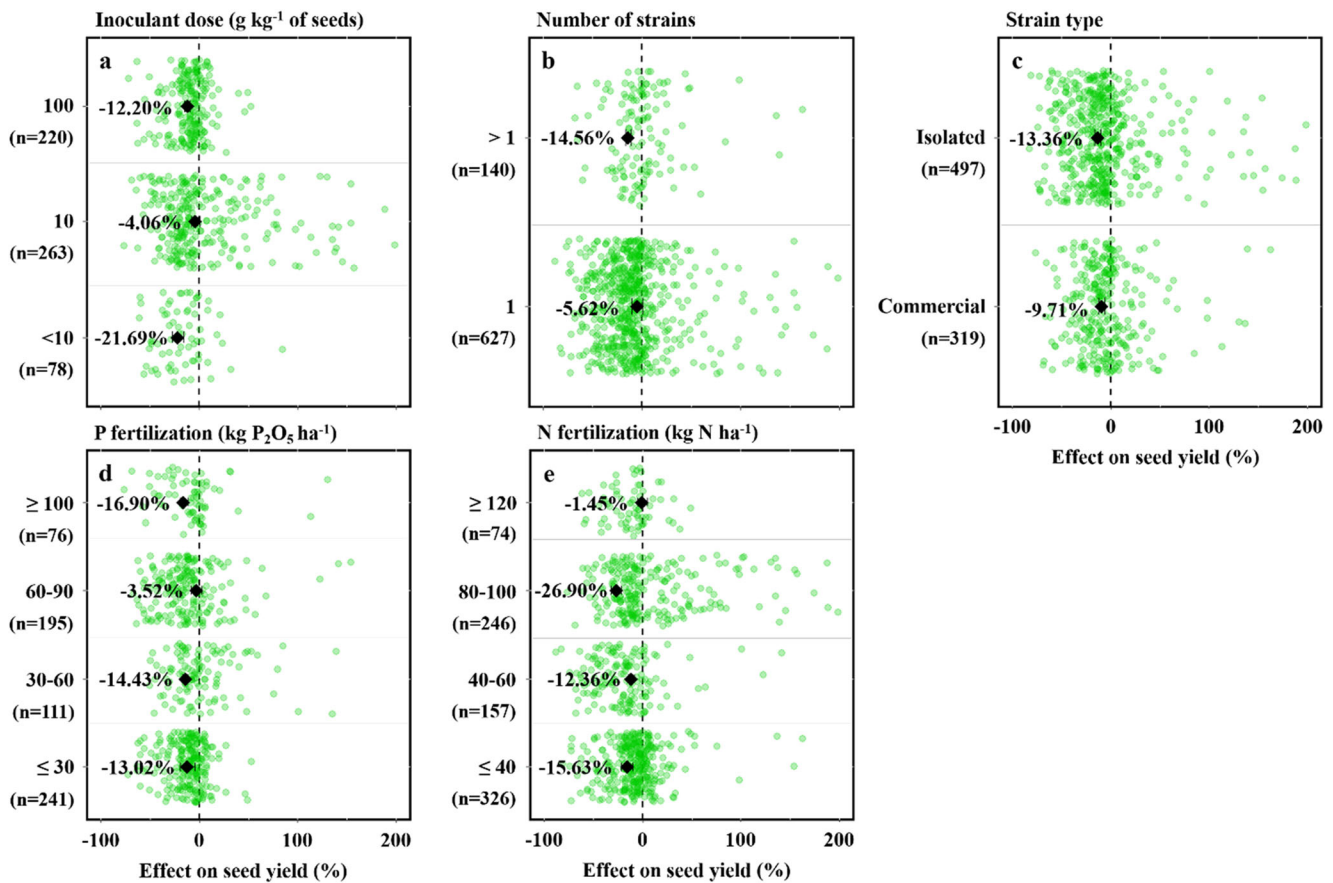 Inoculant dose (g kg⁻¹ of seeds)
a
100
(n=220)
-12.20%
10
(n=263)
-4.06%
<10
(n=78)
-21.69%
Number of strains
b
> 1
(n=140)
-14.56%
1
(n=627)
-5.62%
-100
0
100
200
Strain type
c
Isolated
(n=497)
-13.36%
Commercial
(n=319)
-9.71%
-100
0
100
200
Effect on seed yield (%)
P fertilization (kg P₂O₅ ha⁻¹)
d
≥ 100
(n=76)
-16.90%
60-90
(n=195)
-3.52%
30-60
(n=111)
-14.43%
≤ 30
(n=241)
-13.02%
-100
0
100
200
Effect on seed yield (%)
N fertilization (kg N ha⁻¹)
e
≥ 120
(n=74)
-1.45%
80-100
(n=246)
-26.90%
40-60
(n=157)
-12.36%
≤ 40
(n=326)
-15.63%
-100
0
100
200
Effect on seed yield (%)